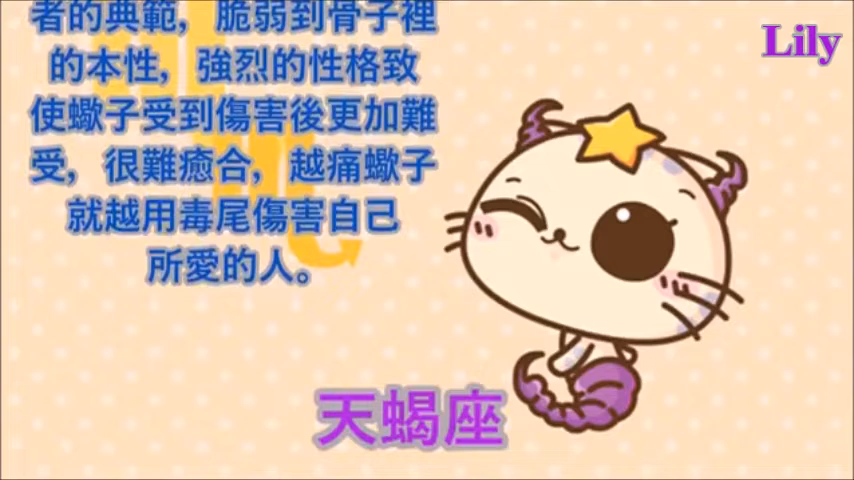 者的典範，脆弱到骨子裡
的本性，強烈的性格致
使蠍子受到傷害後更加難
受，很難癒合，越痛蠍子
就越用毒尾傷害自己
所愛的人。
Lily
天蝎座